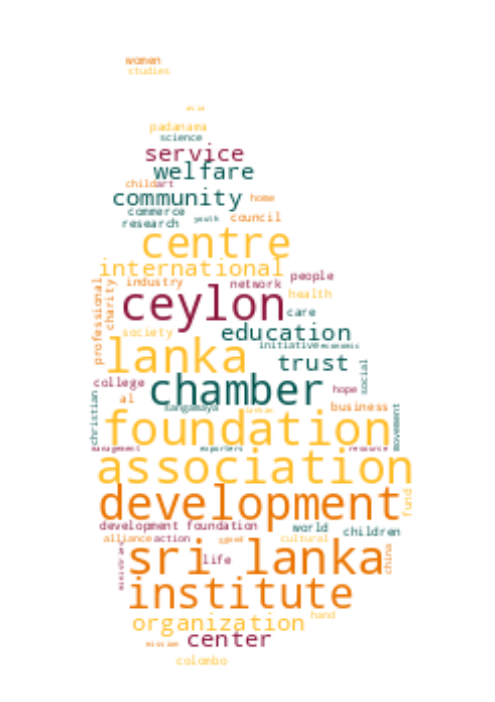 women
studies
asia
padanama
science
service
welfare
childart
community home
commerce
youth council
research
centre
international
people
industry network
professional charity health
ceylon care
society education
initiative economic
lanka trust
college chamber hope social
al
sangamaya business
christian foundation movement
management exporters resource
association
development fund
development foundation world children
alliance action gospel cultural
sri lanka china
life
ministries
institute
hand
organization
mission center
colombo